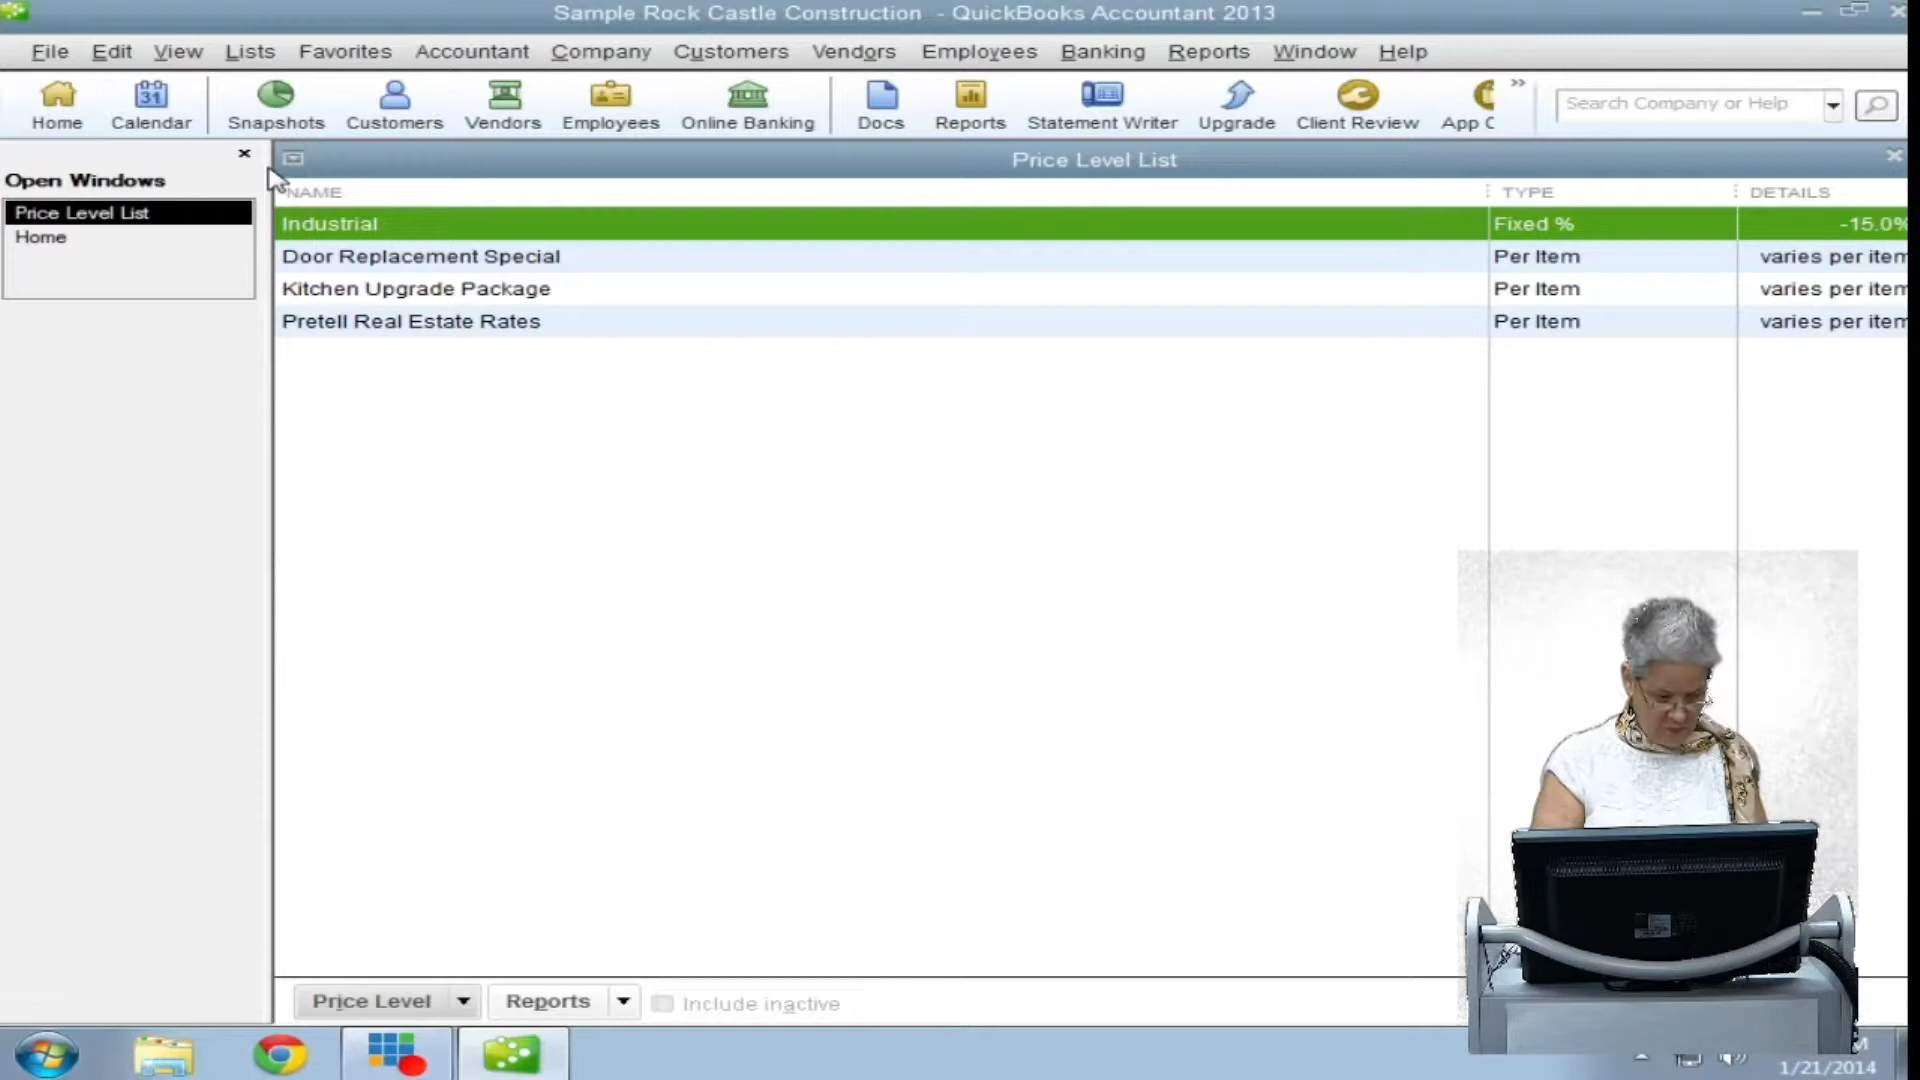 Sample Rock Castle Construction - QuickBooks Accountant 2013
File Edit View Lists Favorites Accountant Company Customers Vendors Employees Banking Reports Window Help
31
Home Calendar Snapshots Customers Vendors Employees Online Banking Docs Reports Statement Writer Upgrade Client Review App C
Search Company or Help
Open Windows
Price Level List
Home
Price Level List
NAME TYPE DETAILS
Industrial Fixed % -15.0%
Door Replacement Special Per Item varies per item
Kitchen Upgrade Package Per Item varies per item
Pretell Real Estate Rates Per Item varies per item
Price Level Reports Include inactive
1/21/2014